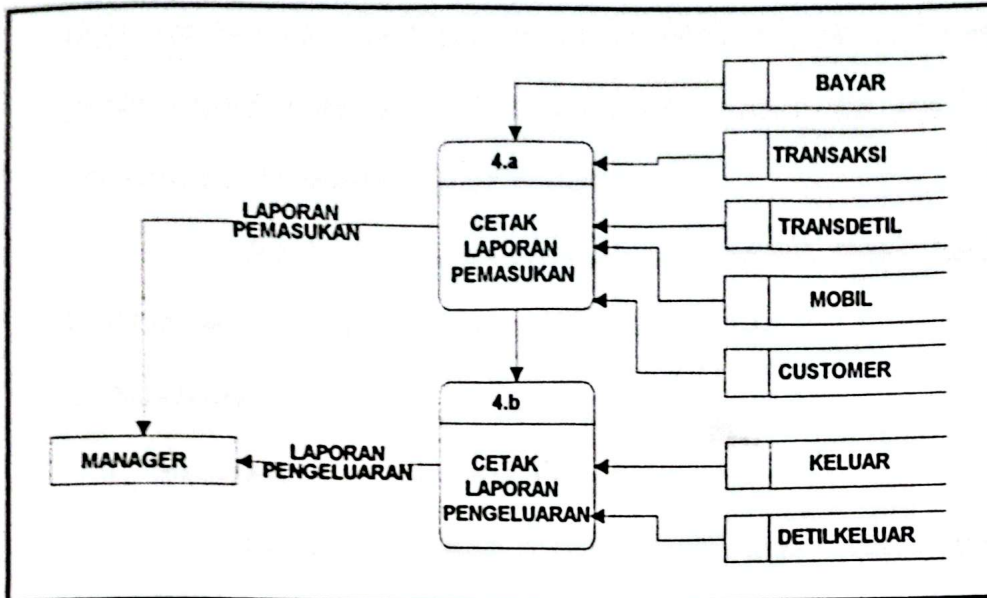 BAYAR
4.a
TRANSAKSI
LAPORAN
PEMASUKAN
CETAK
LAPORAN
PEMASUKAN
TRANSDETIL
MOBIL
CUSTOMER
4.b
MANAGER
LAPORAN
PENGELUARAN
CETAK
LAPORAN
PENGELUARAN
KELUAR
DETILKELUAR